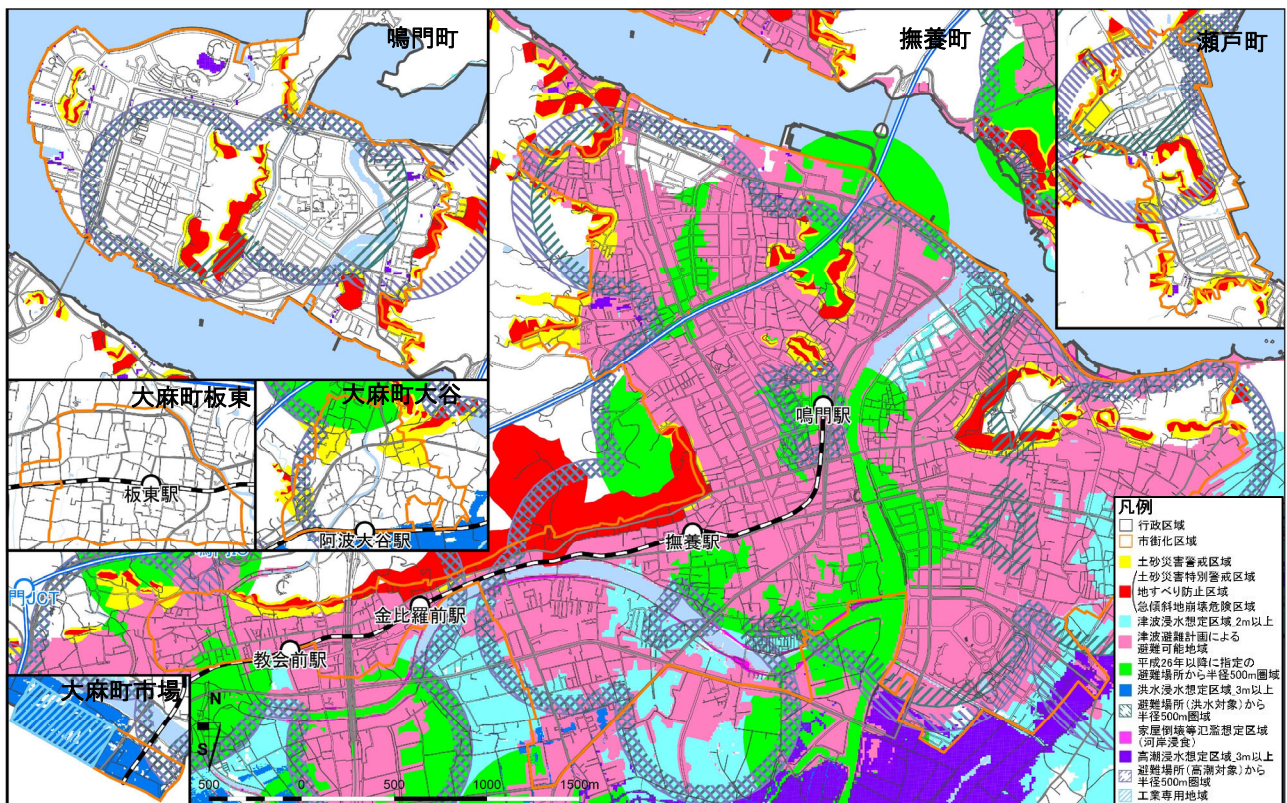 鳴門町
撫養町
瀬戸町
大麻町板東
大麻町大谷
鳴門駅
板東駅
阿波大谷駅
撫養駅
金比羅前駅
教会前駅
門JCT
大麻町市場
N
S
500
0
500
1000
1500m
凡例
行政区域
市街化区域
土砂災害警戒区域
土砂災害特別警戒区域
地すべり防止区域
急傾斜地崩壊危険区域
津波浸水想定区域_2m以上
津波避難計画による
避難可能地域
平成26年以降に指定の
避難場所から半径500m圏域
洪水浸水想定区域_3m以上
避難場所(洪水対象)から
半径500m圏域
家屋倒壊等氾濫想定区域
(河岸浸食)
高潮浸水想定区域_3m以上
避難場所(高潮対象)から
半径500m圏域
工業専用地域